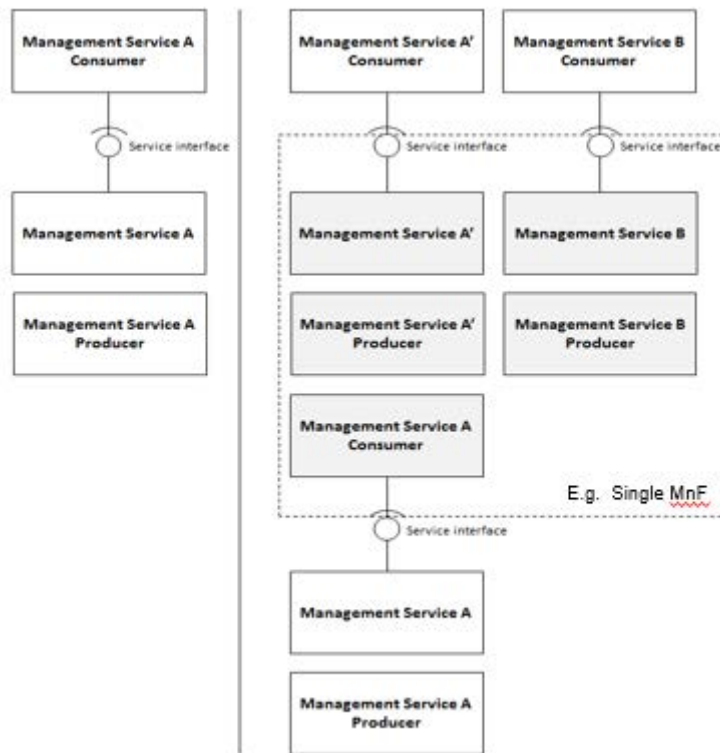 Management Service A
Consumer
Service interface
Management Service A
Management Service A
Producer
Management Service A'
Consumer
Management Service B
Consumer
Service interface
Service interface
Management Service A'
Management Service B
Management Service A'
Producer
Management Service B
Producer
Management Service A
Consumer
E.g. Single MnF
Service interface
Management Service A
Management Service A
Producer